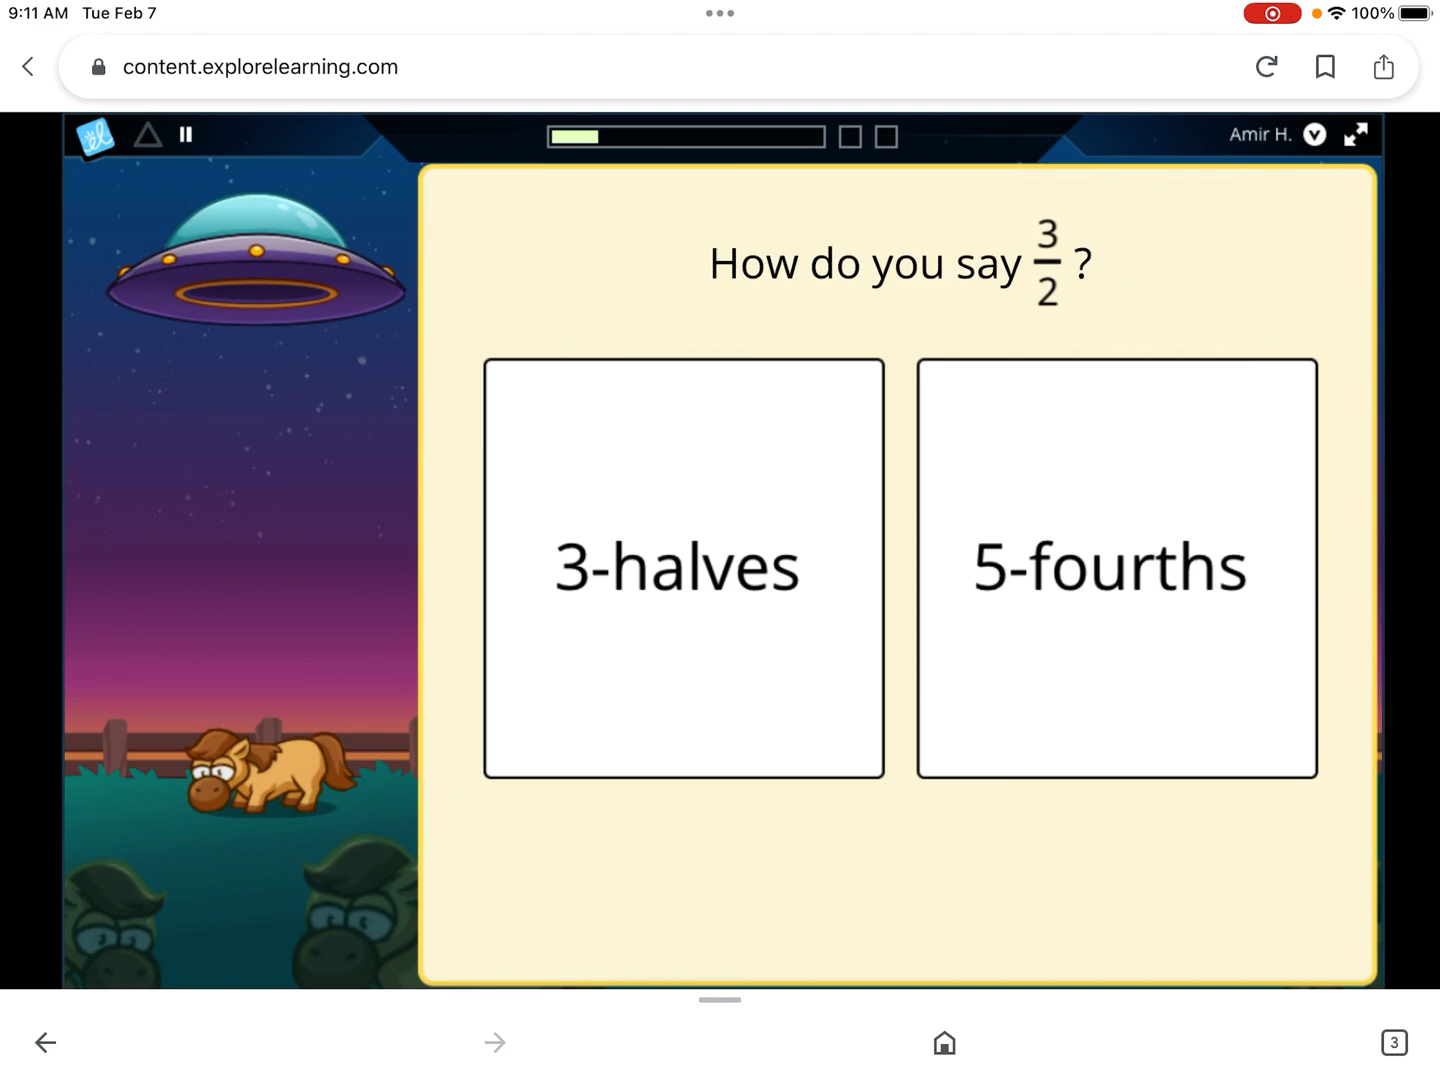 9:11 AM Tue Feb 7
100%
content.explorelearning.com
el
Amir H.
How do you say 3/2 ?
3-halves
5-fourths
3